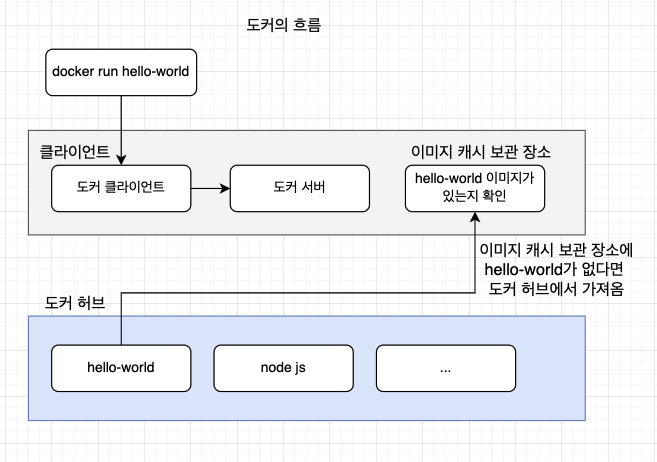 도커의 흐름
docker run hello-world
클라이언트
이미지 캐시 보관 장소
도커 클라이언트
도커 서버
hello-world 이미지가
있는지 확인
이미지 캐시 보관 장소에
hello-world가 없다면
도커 허브에서 가져옴
도커 허브
hello-world
node js
...